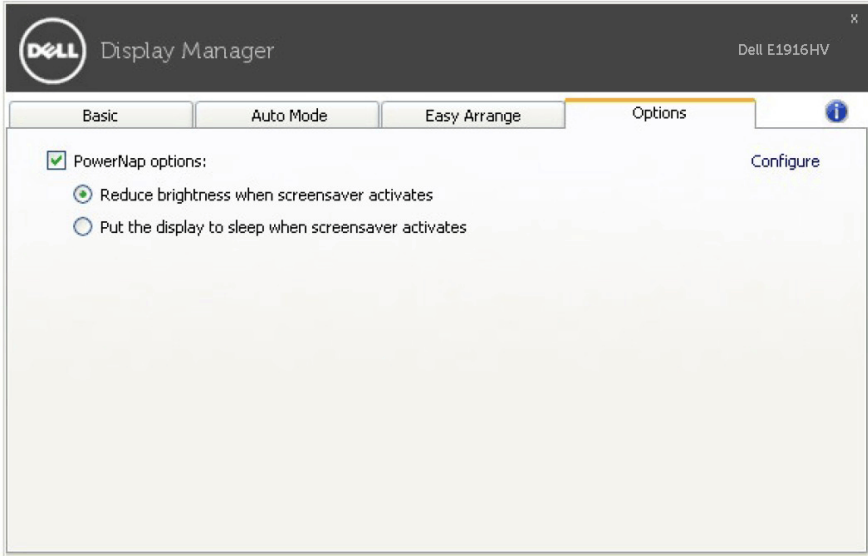 x
DELL Display Manager
Dell E1916HV
Basic
Auto Mode
Easy Arrange
Options
i
PowerNap options:
Configure
Reduce brightness when screensaver activates
Put the display to sleep when screensaver activates